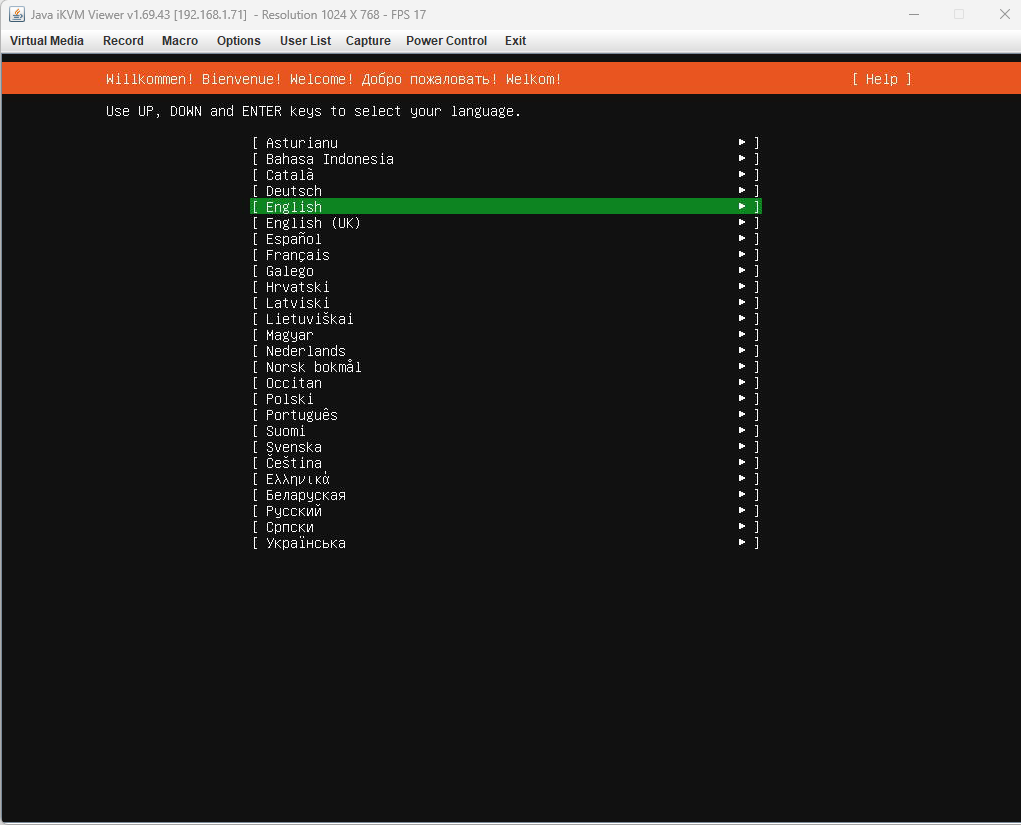 Java iKVM Viewer v1.69.43 [192.168.1.71] - Resolution 1024 X 768 - FPS 17
Virtual Media Record Macro Options User List Capture Power Control Exit
Willkommen! Bienvenue! Welcome! Добро пожаловать! Welkom! [ Help ]
Use UP, DOWN and ENTER keys to select your language.
[ Asturianu ► ]
[ Bahasa Indonesia ► ]
[ Català ► ]
[ Deutsch ► ]
[ English ► ]
[ English (UK) ► ]
[ Español ► ]
[ Français ► ]
[ Galego ► ]
[ Hrvatski ► ]
[ Latviski ► ]
[ Lietuviškai ► ]
[ Magyar ► ]
[ Nederlands ► ]
[ Norsk bokmål ► ]
[ Occitan ► ]
[ Polski ► ]
[ Português ► ]
[ Suomi ► ]
[ Svenska ► ]
[ Čeština ► ]
[ Ελληνικά ► ]
[ Беларуская ► ]
[ Русский ► ]
[ Српски ► ]
[ Українська ► ]